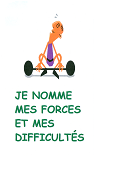 JE NOMME
MES FORCES
ET MES
DIFFICULTÉS